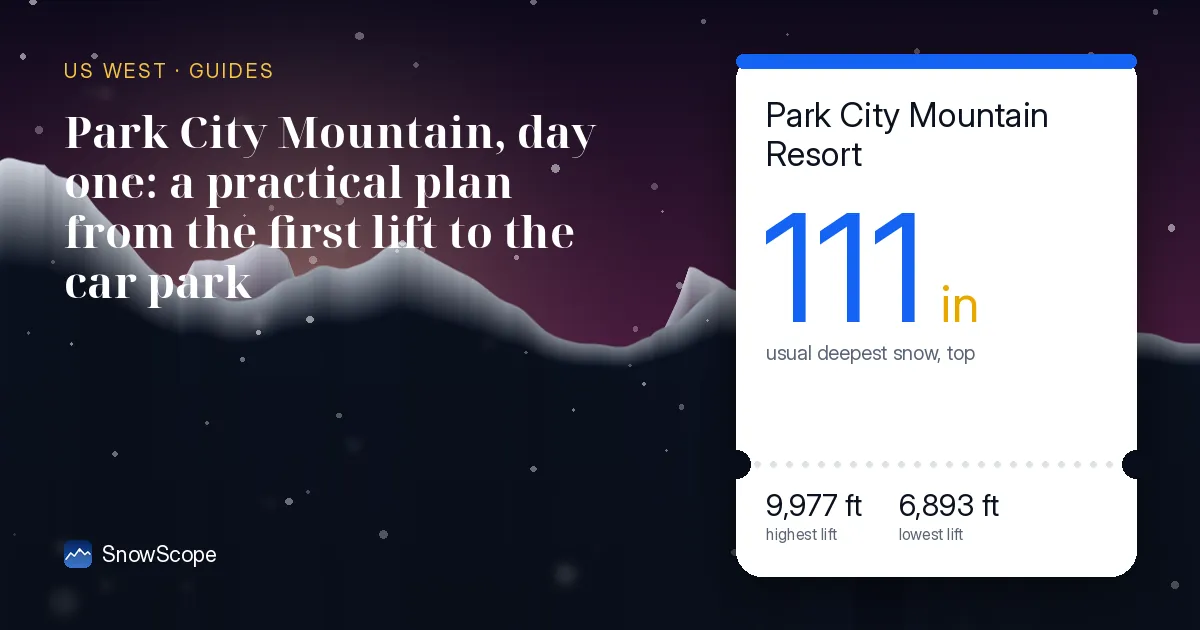 US WEST · GUIDES
Park City Mountain, day
one: a practical plan
from the first lift to the
car park
SnowScope
Park City Mountain
Resort
111 in
usual deepest snow, top
9,977 ft
highest lift
6,893 ft
lowest lift